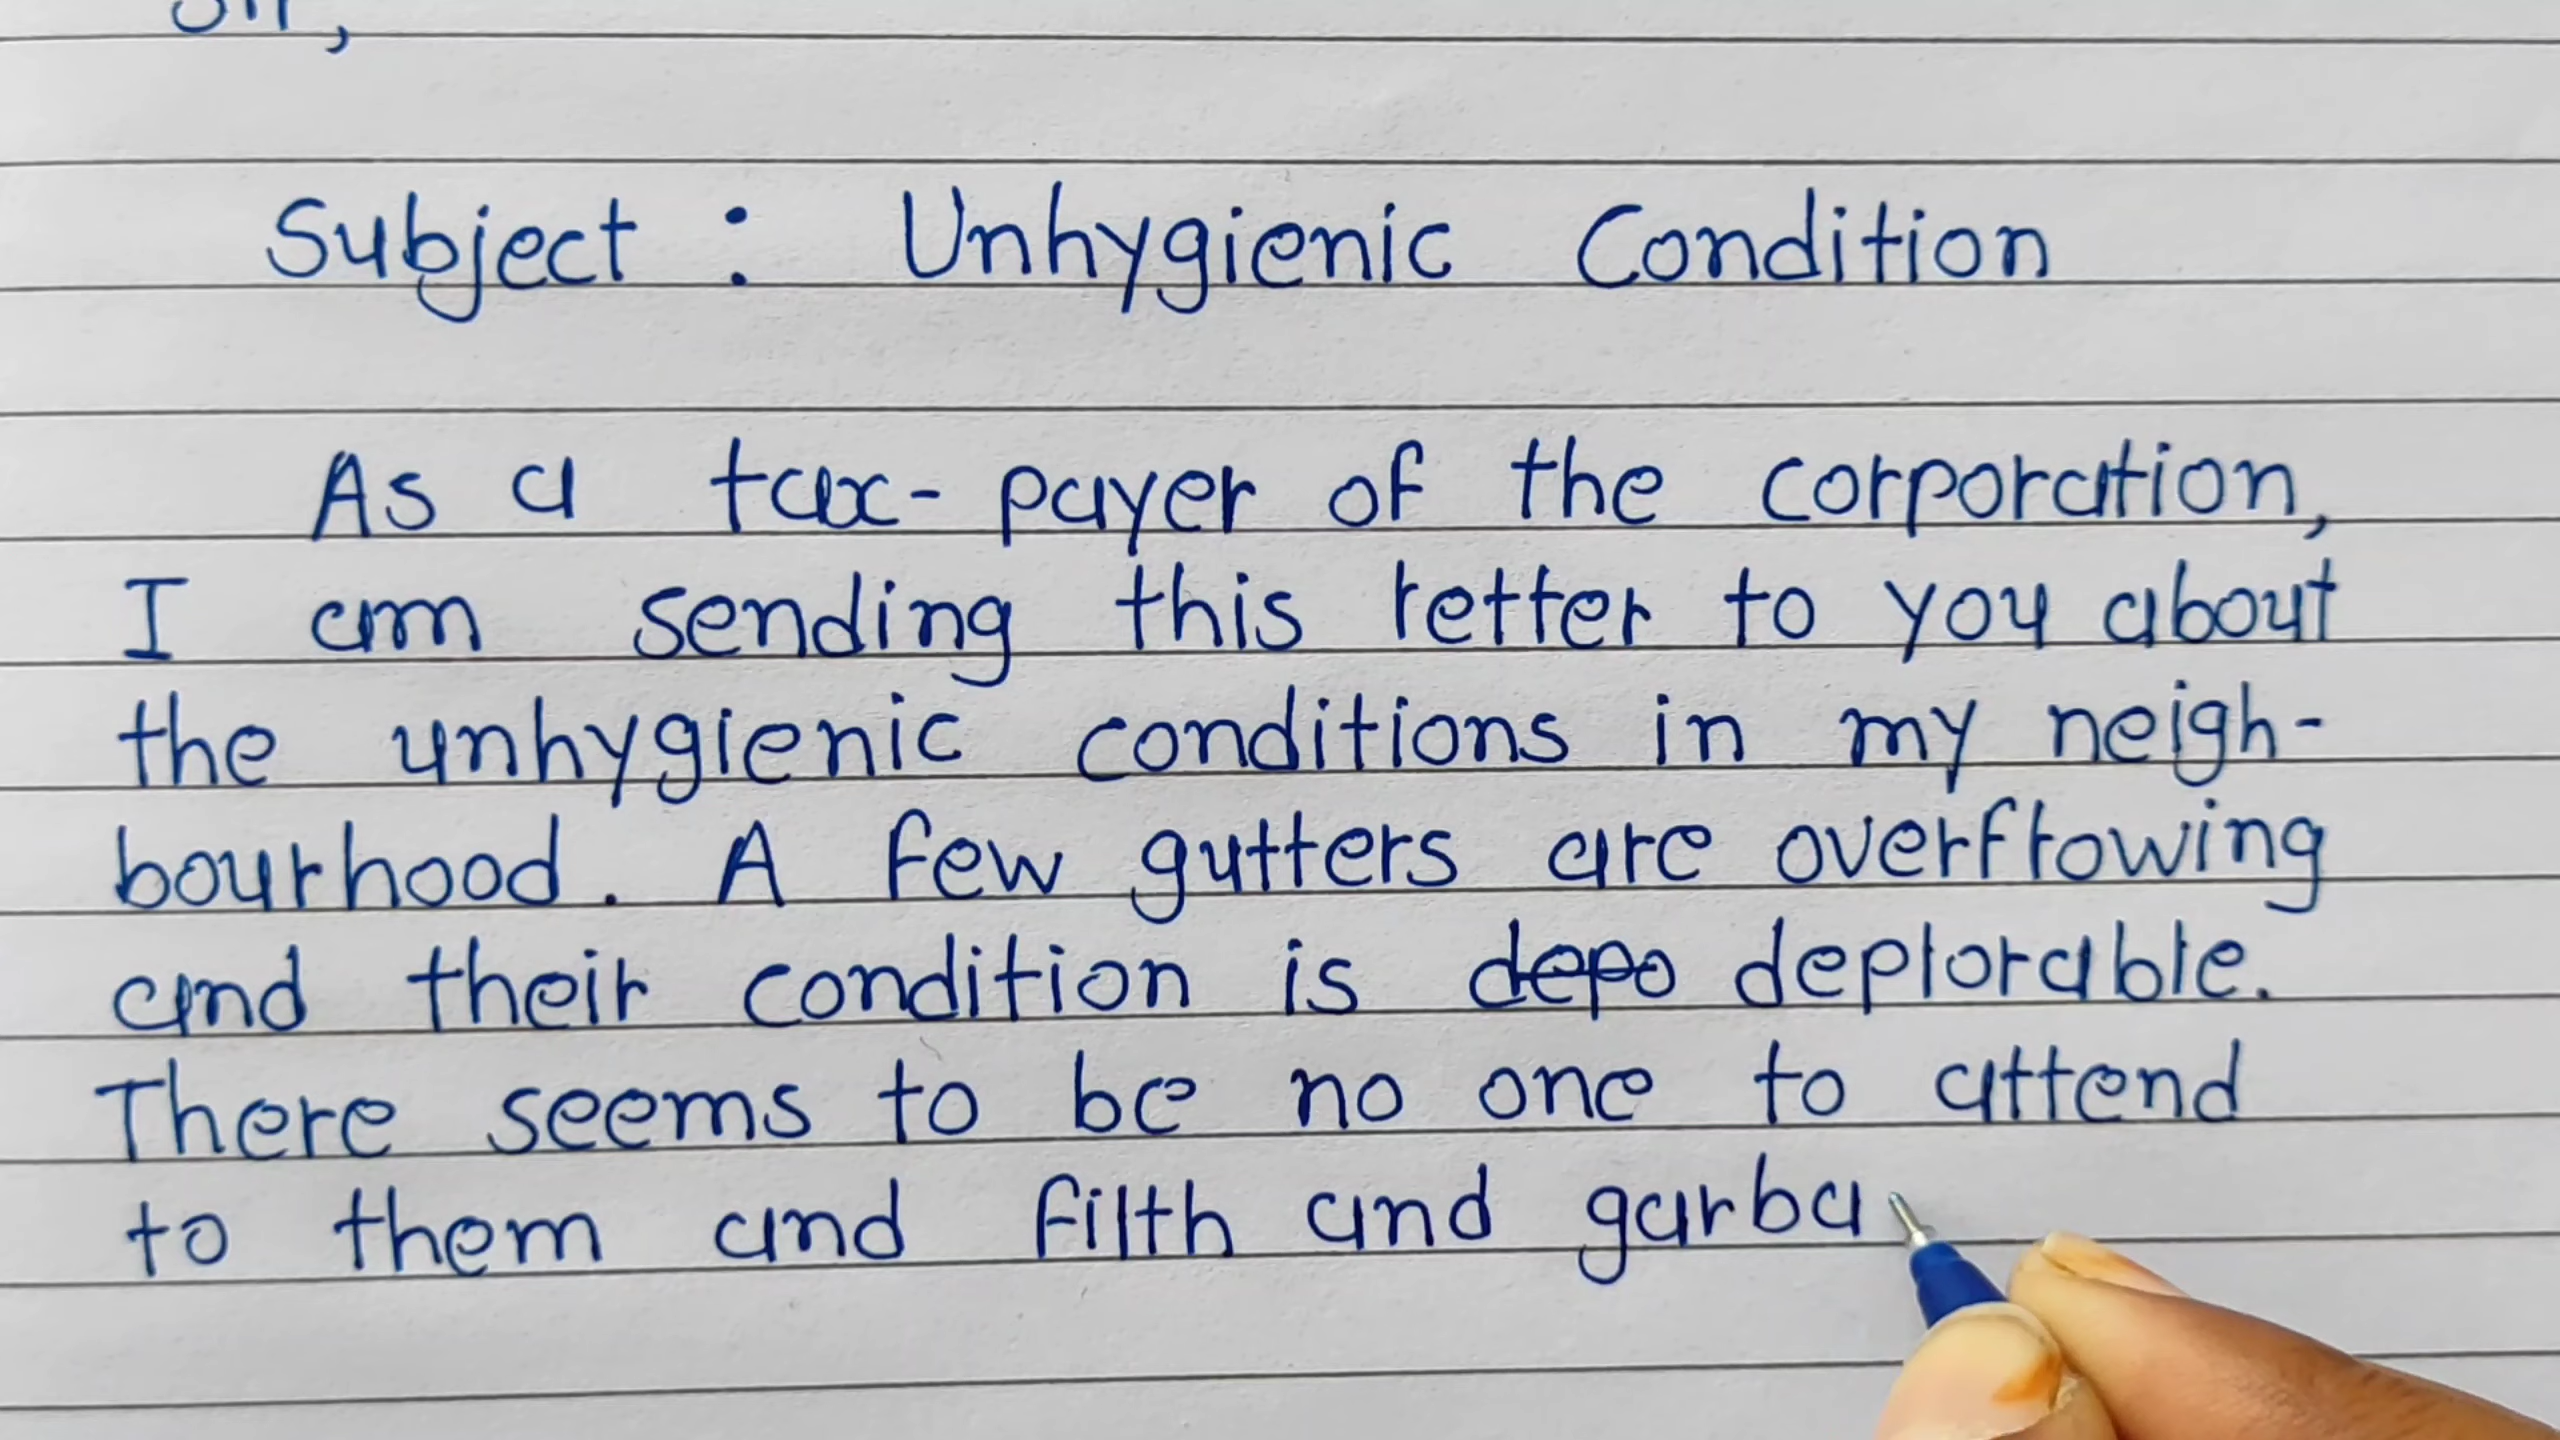 Sir,
Subject : Unhygienic Condition
As a tax-payer of the corporation,
I am sending this letter to you about
the unhygienic conditions in my neigh-
bourhood. A few gutters are overflowing
and their condition is depo deplorable.
There seems to be no one to attend
to them and filth and garba